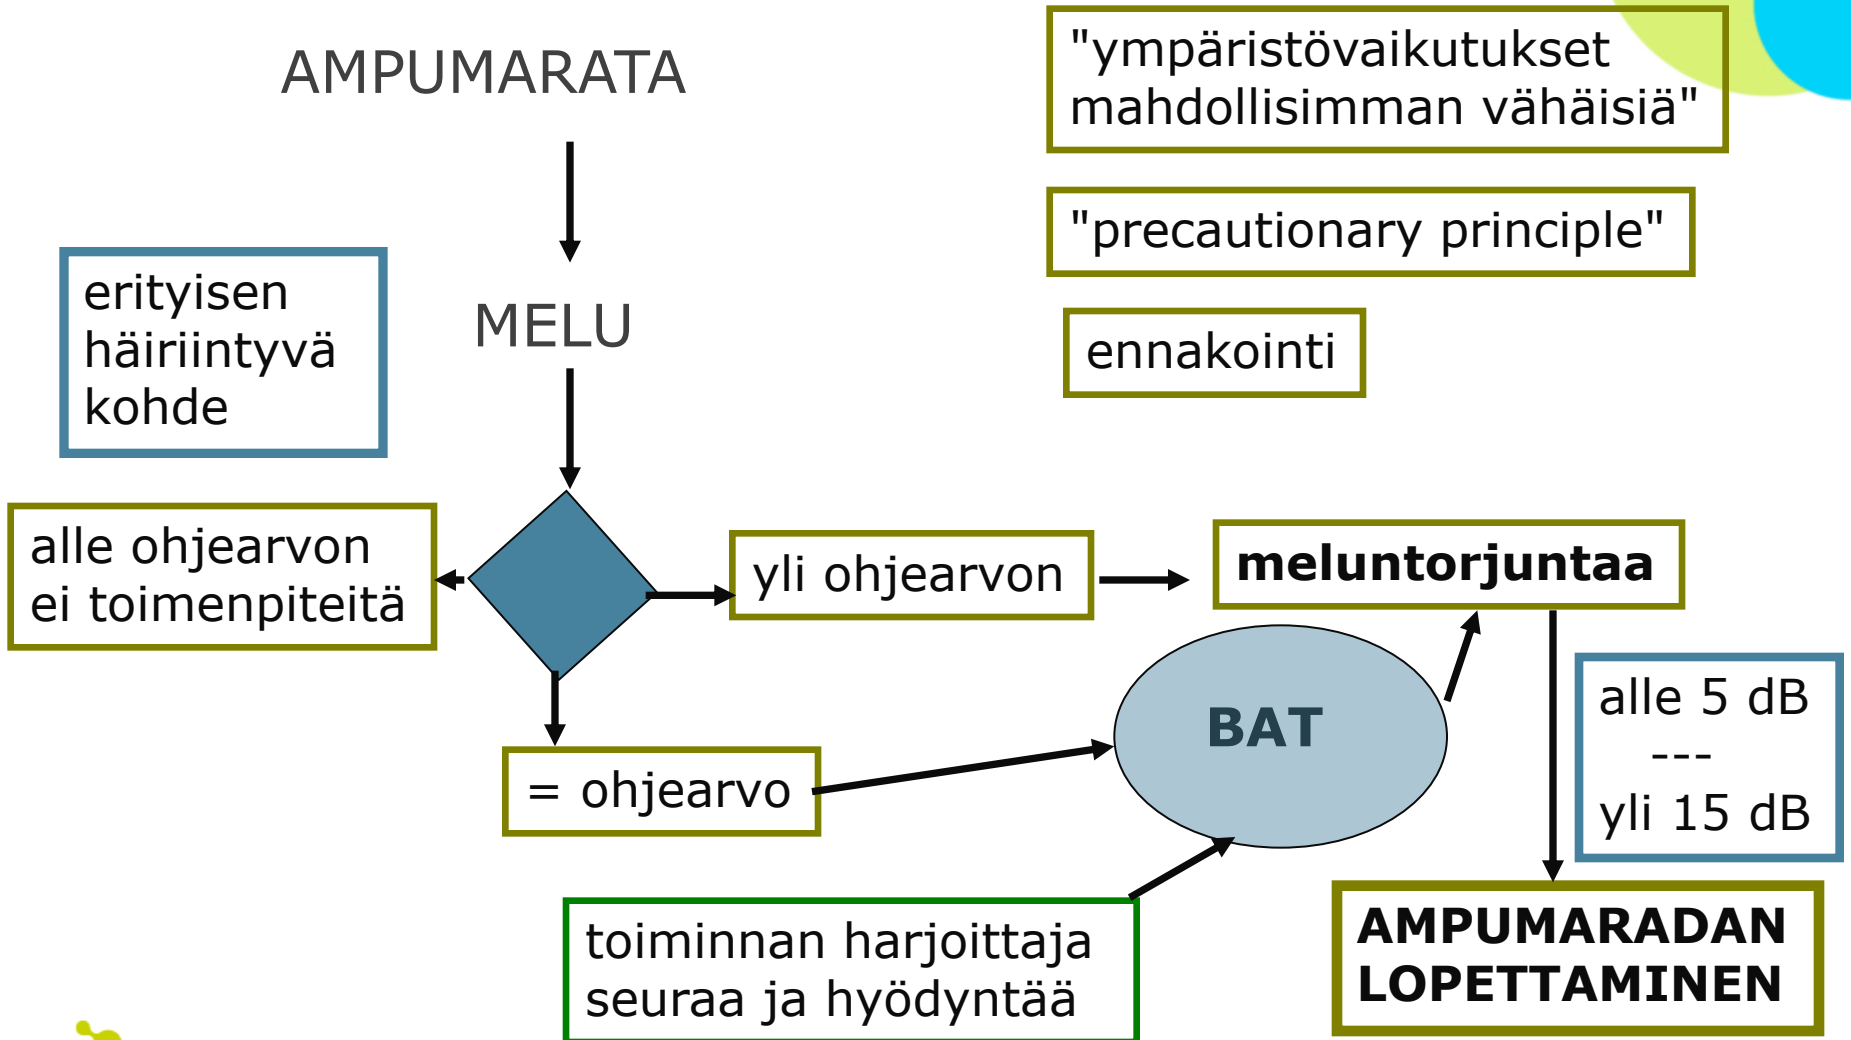 AMPUMARATA
"ympäristövaikutukset
mahdollisimman vähäisiä"
"precautionary principle"
ennakointi
erityisen
häiriintyvä
kohde
MELU
alle ohjearvon
ei toimenpiteitä
yli ohjearvon
meluntorjuntaa
= ohjearvo
BAT
alle 5 dB
---
yli 15 dB
toiminnan harjoittaja
seuraa ja hyödyntää
AMPUMARADAN
LOPETTAMINEN